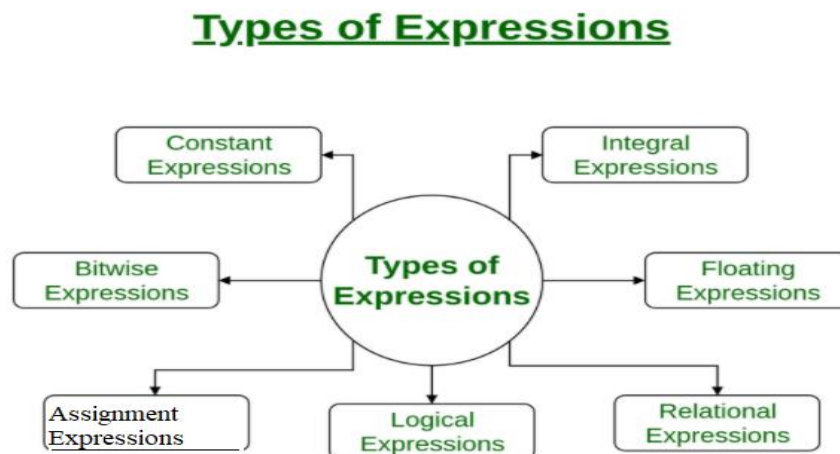 Types of Expressions
Constant
Expressions
Integral
Expressions
Types of
Expressions
Bitwise
Expressions
Floating
Expressions
Assignment
Expressions
Logical
Expressions
Relational
Expressions